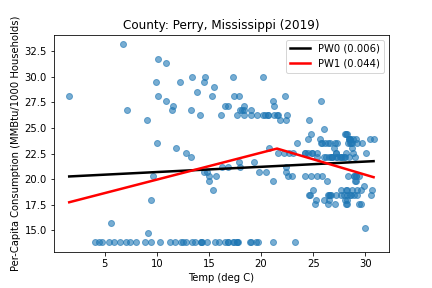 County: Perry, Mississippi (2019)
Per-Capita Consumption (MMBtu/1000 Households)
32.5
30.0
27.5
25.0
22.5
20.0
17.5
15.0
PW0 (0.006)
PW1 (0.044)
5 10 15 20 25 30
Temp (deg C)